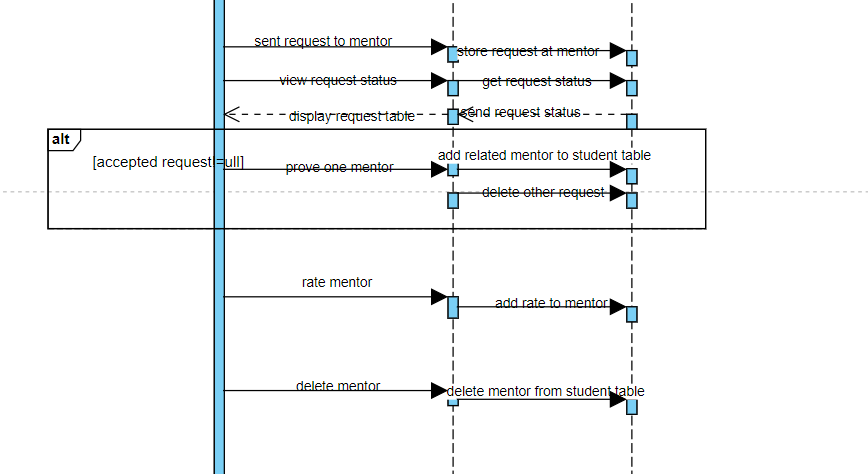 sent request to mentor
store request at mentor
view request status
get request status
display request table
send request status
alt
[accepted request!=ull]
prove one mentor
add related mentor to student table
delete other request
rate mentor
add rate to mentor
delete mentor
delete mentor from student table